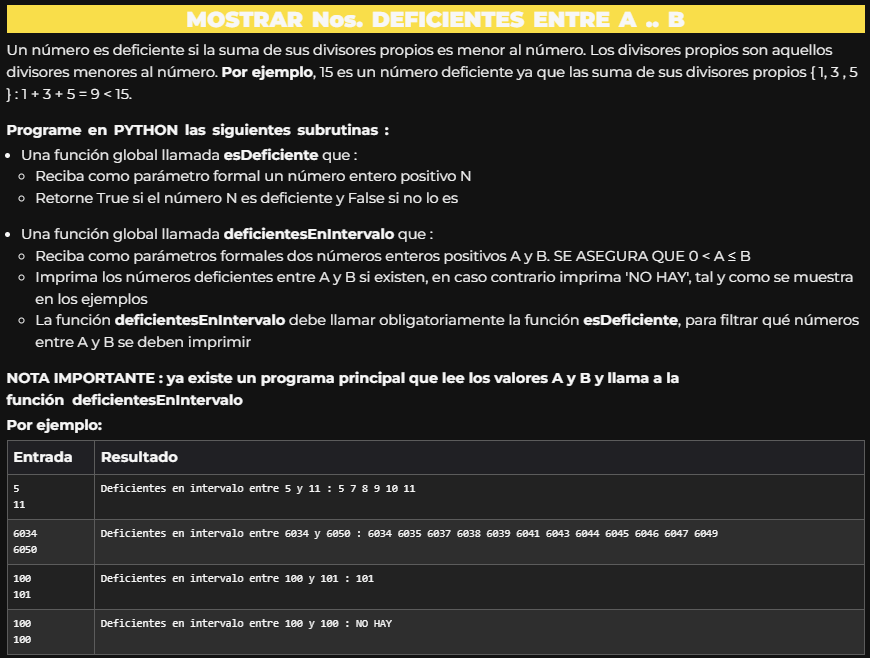 MOSTRAR Nos. DEFICIENTES ENTRE A .. B
Un número es deficiente si la suma de sus divisores propios es menor al número. Los divisores propios son aquellos
divisores menores al número. Por ejemplo, 15 es un número deficiente ya que las suma de sus divisores propios { 1, 3 , 5
} : 1 + 3 + 5 = 9 < 15.
Programe en PYTHON las siguientes subrutinas :
• Una función global llamada esDeficiente que :
○ Reciba como parámetro formal un número entero positivo N
○ Retorne True si el número N es deficiente y False si no lo es
• Una función global llamada deficientesEnIntervalo que :
○ Reciba como parámetros formales dos números enteros positivos A y B. SE ASEGURA QUE 0 < A ≤ B
○ Imprima los números deficientes entre A y B si existen, en caso contrario imprima 'NO HAY', tal y como se muestra
en los ejemplos
○ La función deficientesEnIntervalo debe llamar obligatoriamente la función esDeficiente, para filtrar qué números
entre A y B se deben imprimir
NOTA IMPORTANTE : ya existe un programa principal que lee los valores A y B y llama a la
función deficientesEnIntervalo
Por ejemplo:
Entrada Resultado
5 Deficientes en intervalo entre 5 y 11 : 5 7 8 9 10 11
11
6034 Deficientes en intervalo entre 6034 y 6050 : 6034 6035 6037 6038 6039 6041 6043 6044 6045 6046 6047 6049
6050
100 Deficientes en intervalo entre 100 y 101 : 101
101
100 Deficientes en intervalo entre 100 y 100 : NO HAY
100